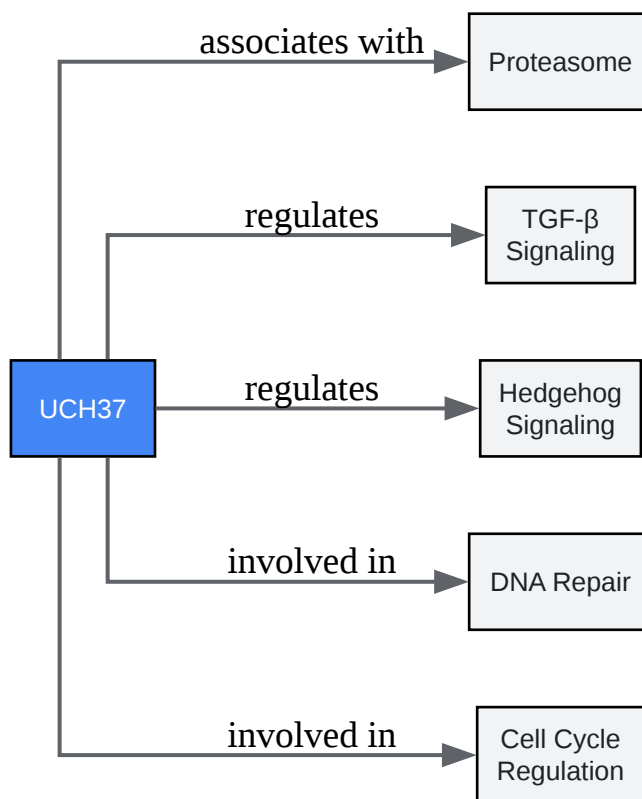 associates with
Proteasome
regulates
TGF-β
Signaling
UCH37
regulates
Hedgehog
Signaling
involved in
DNA Repair
involved in
Cell Cycle
Regulation